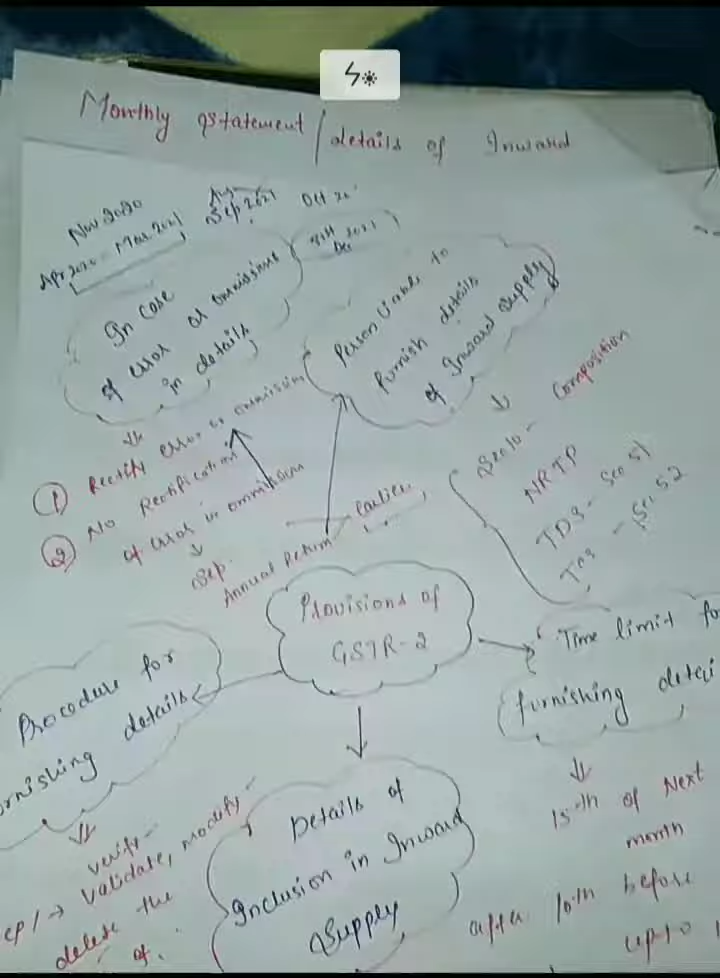 Monthly statement / details of Inward
Nov 2020
Apr 2020 - Mar 2021
Sep 2021
Oct 20
2021
In case
of error or ommissions
in details
Person liable to
furnish details
of Inward supply
① Rectify error or ommission
② No Rectification
of error or ommission
Sep.
Annual Return
earlier
Sec 10 - Composition
NRTP
TDS - Sec 51
- Sec 52
Provisions of
GSTR-2
Time limit fo
furnishing detai
15th of Next
month
after 10th before
upto
Procedure for
rnishing details
verify
validate, modify
delete the
of.
Details of
Inclusion in Inward
Supply